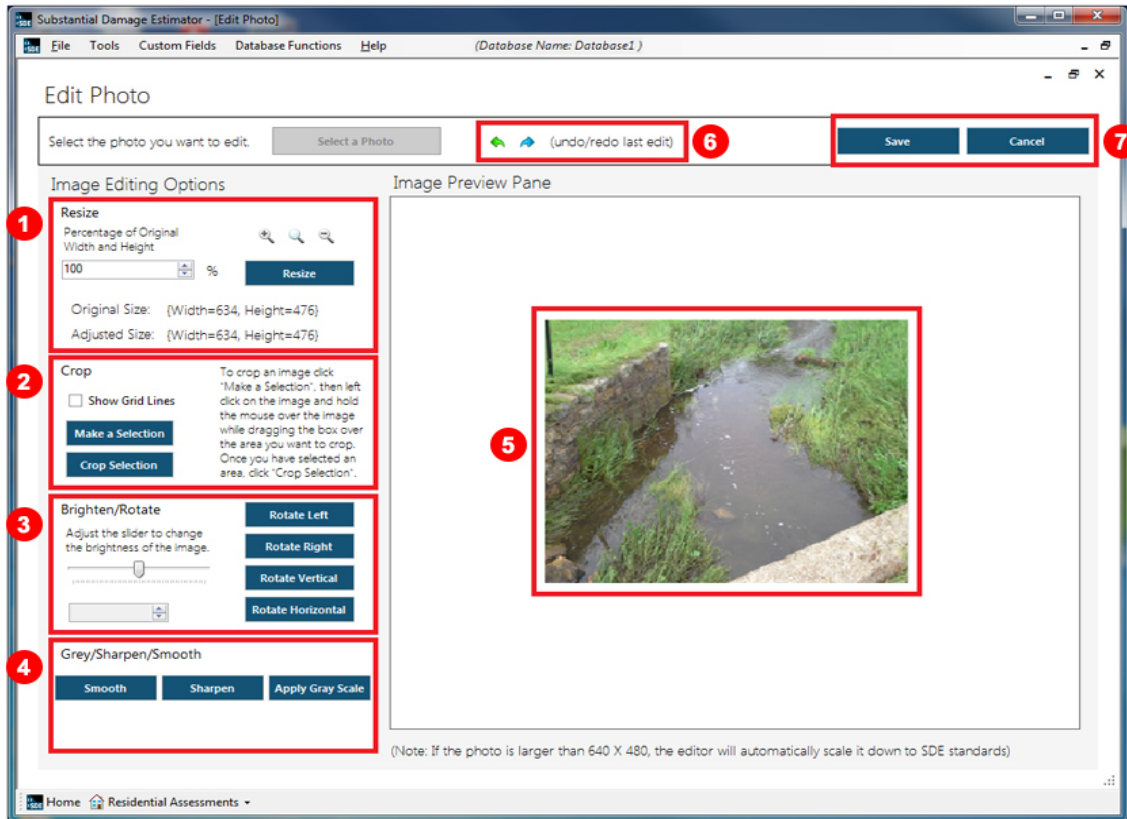 Substantial Damage Estimator - [Edit Photo]
SDE File Tools Custom Fields Database Functions Help (Database Name: Database1 )
Edit Photo
Select the photo you want to edit. Select a Photo (undo/redo last edit) 6 Save Cancel 7
Image Editing Options
Image Preview Pane
1
Resize
Percentage of Original
Width and Height
100 % Resize
Original Size: {Width=634, Height=476}
Adjusted Size: {Width=634, Height=476}
2
Crop
Show Grid Lines
Make a Selection
Crop Selection
To crop an image click
"Make a Selection", then left
click on the image and hold
the mouse over the image
while dragging the box over
the area you want to crop.
Once you have selected an
area, click "Crop Selection".
3
Brighten/Rotate
Adjust the slider to change
the brightness of the image.
Rotate Left
Rotate Right
Rotate Vertical
Rotate Horizontal
4
Grey/Sharpen/Smooth
Smooth Sharpen Apply Gray Scale
5
(Note: If the photo is larger than 640 X 480, the editor will automatically scale it down to SDE standards)
SDE Home Residential Assessments